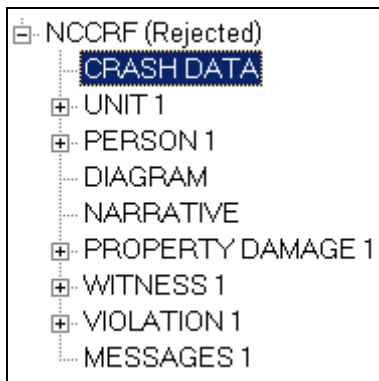 NCCRF (Rejected)
CRASH DATA
UNIT 1
PERSON 1
DIAGRAM
NARRATIVE
PROPERTY DAMAGE 1
WITNESS 1
VIOLATION 1
MESSAGES 1